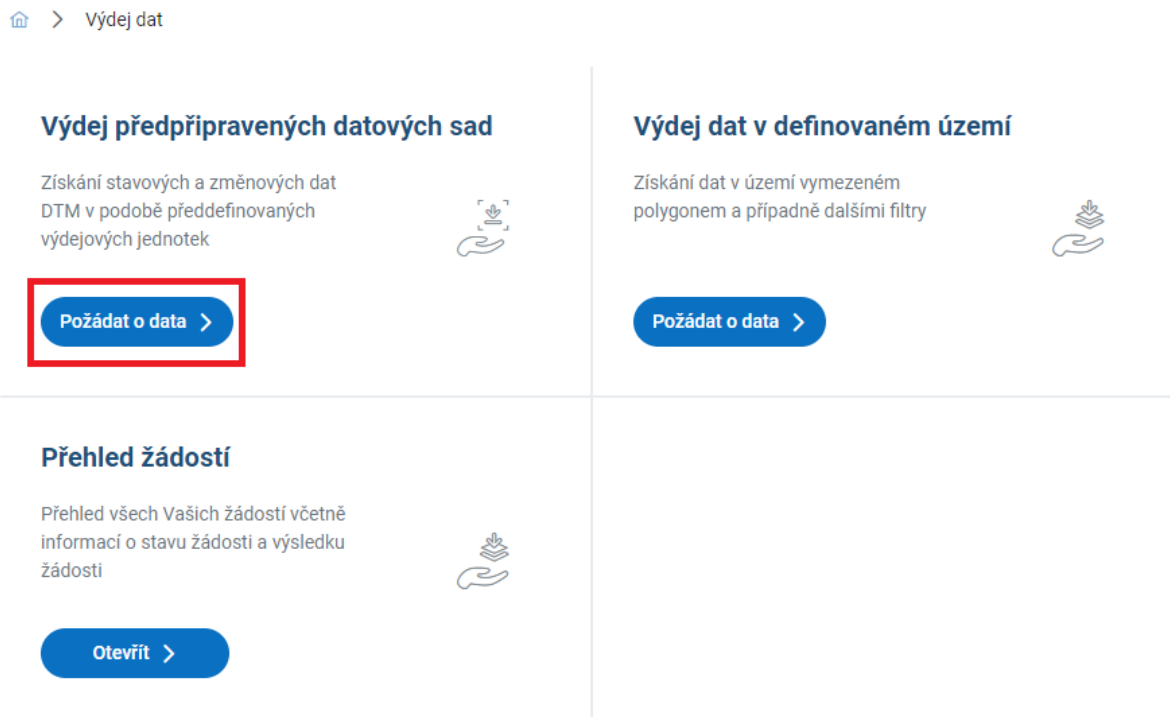 Výdej dat
Výdej předpřipravených datových sad
Získání stavových a změnových dat
DTM v podobě předdefinovaných
výdejových jednotek
Požádat o data
Výdej dat v definovaném území
Získání dat v území vymezeném
polygonem a případně dalšími filtry
Požádat o data
Přehled žádostí
Přehled všech Vašich žádostí včetně
informací o stavu žádosti a výsledku
žádosti
Otevřít